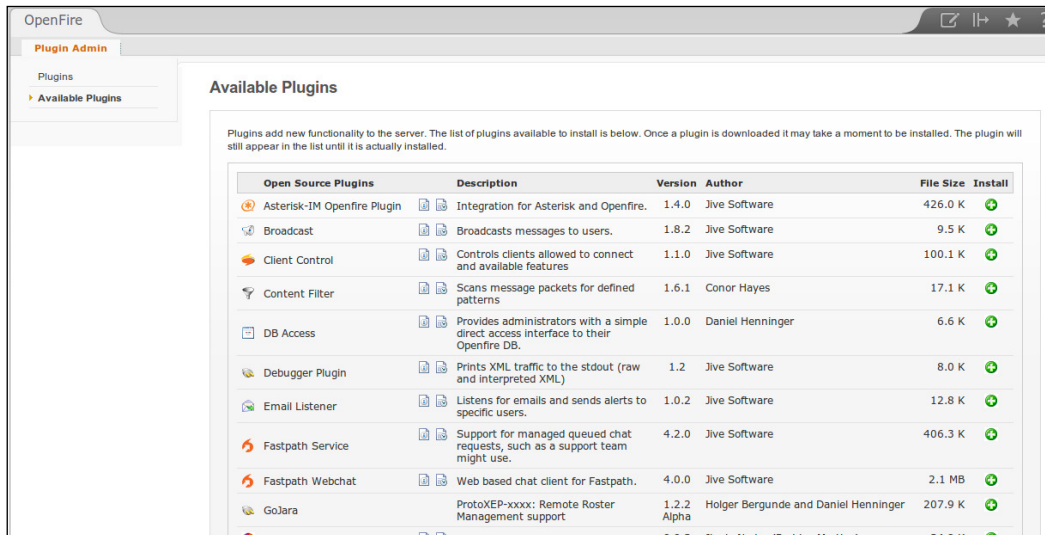 OpenFire
Plugin Admin
Plugins
Available Plugins
Available Plugins
Plugins add new functionality to the server. The list of plugins available to install is below. Once a plugin is downloaded it may take a moment to be installed. The plugin will
still appear in the list until it is actually installed.
Open Source Plugins Description Version Author File Size Install
Asterisk-IM Openfire Plugin Integration for Asterisk and Openfire. 1.4.0 Jive Software 426.0 K
Broadcast Broadcasts messages to users. 1.8.2 Jive Software 9.5 K
Client Control Controls clients allowed to connect 1.1.0 Jive Software 100.1 K
and available features
Content Filter Scans message packets for defined 1.6.1 Conor Hayes 17.1 K
patterns
DB Access Provides administrators with a simple 1.0.0 Daniel Henninger 6.6 K
direct access interface to their
Openfire DB.
Debugger Plugin Prints XML traffic to the stdout (raw 1.2 Jive Software 8.0 K
and interpreted XML)
Email Listener Listens for emails and sends alerts to 1.0.2 Jive Software 12.8 K
specific users.
Fastpath Service Support for managed queued chat 4.2.0 Jive Software 406.3 K
requests, such as a support team
might use.
Fastpath Webchat Web based chat client for Fastpath. 4.0.0 Jive Software 2.1 MB
GoJara ProtoXEP-xxxx: Remote Roster 1.2.2 Holger Bergunde and Daniel Henninger 207.9 K
Management support Alpha